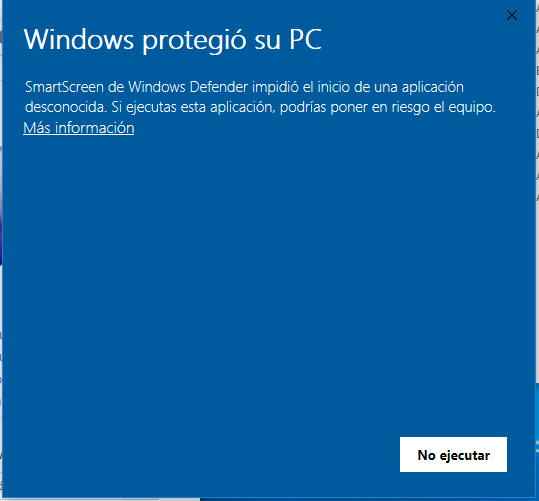 Windows protegió su PC
SmartScreen de Windows Defender impidió el inicio de una aplicación
desconocida. Si ejecutas esta aplicación, podrías poner en riesgo el equipo.
Más información
No ejecutar